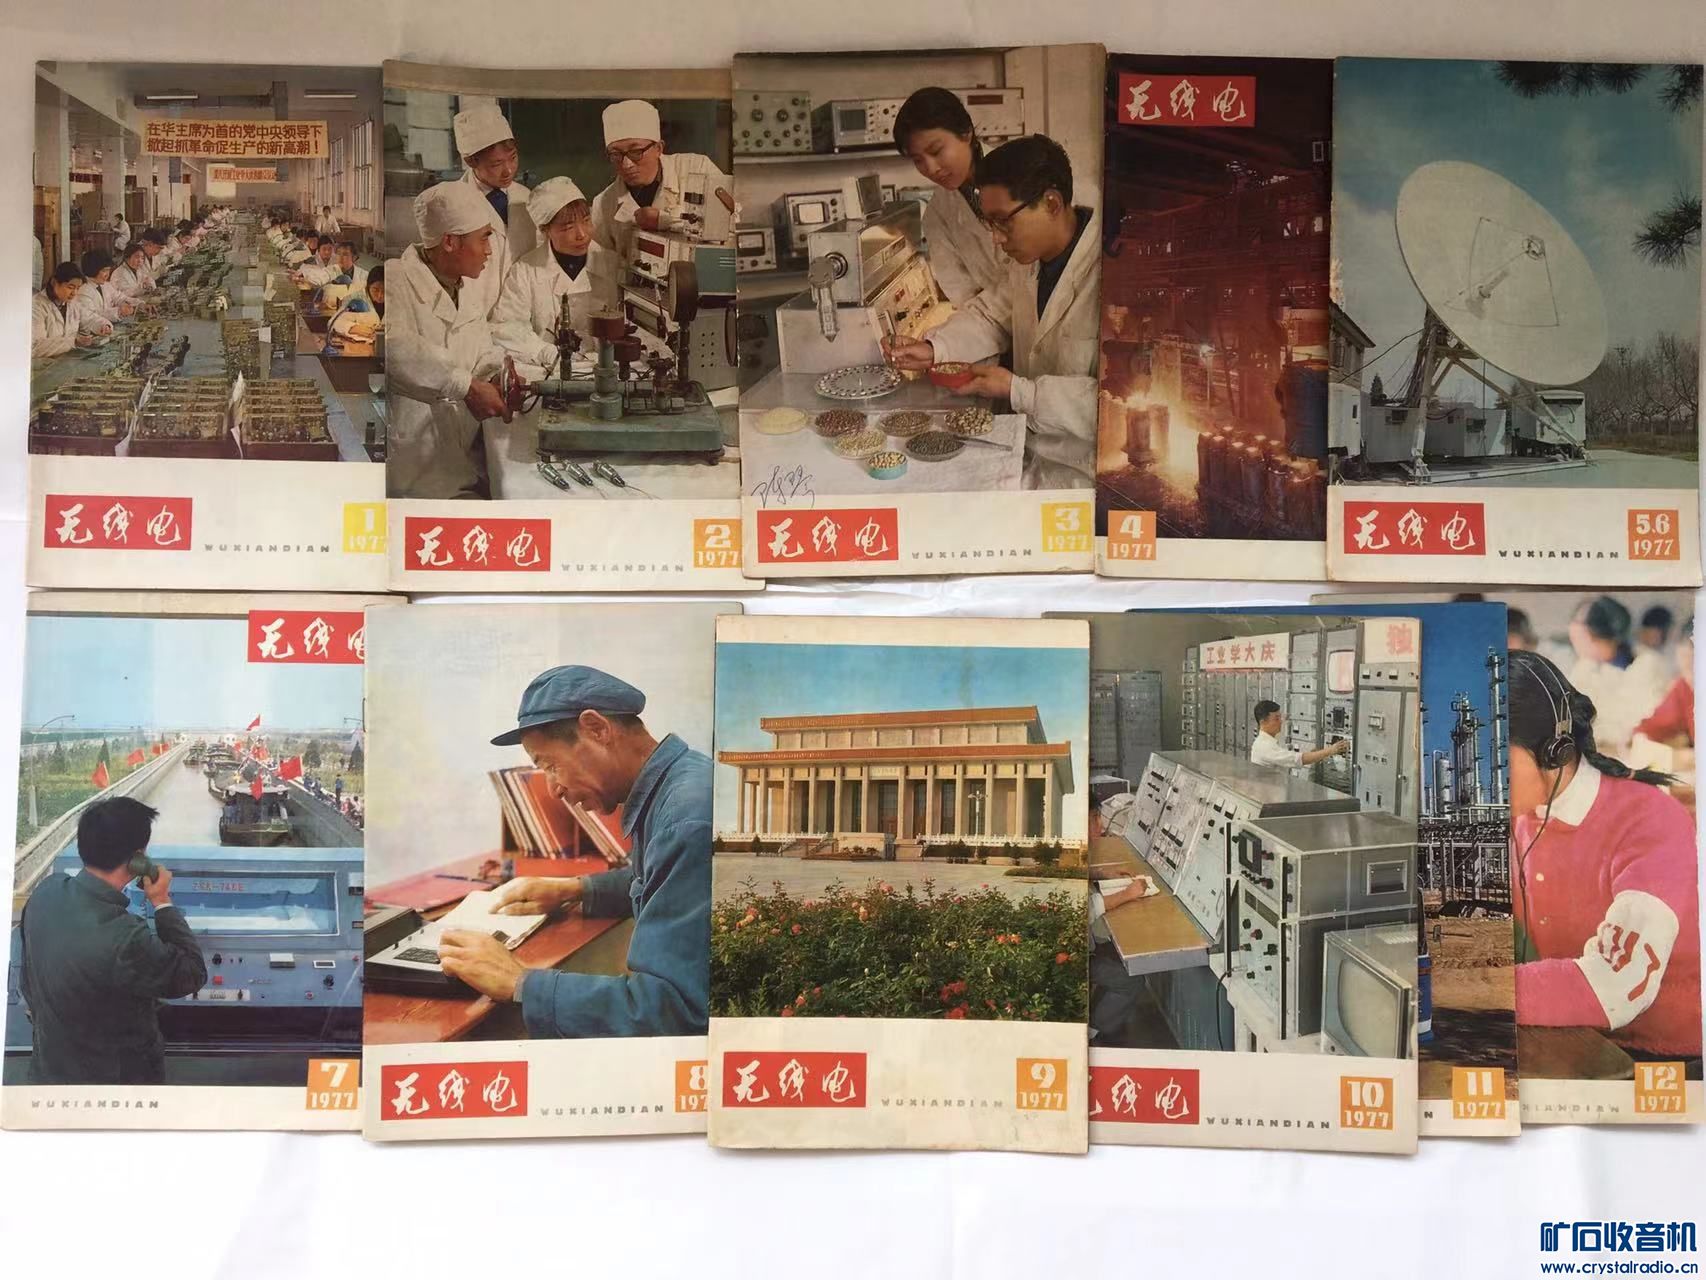 在华主席为首的党中央领导下
掀起抓革命促生产的新高潮！
无线电
WUXIANDIAN
1
1977
无线电
WUXIANDIAN
2
1977
无线电
WUXIANDIAN
3
1977
无线电
4
1977
无线电
WUXIANDIAN
5.6
1977
无线电
WUXIANDIAN
7
1977
无线电
WUXIANDIAN
8
197
无线电
WUXIANDIAN
9
1977
工业学大庆
独
线电
WUXIANDIAN
10
1977
11
1977
XIANDIAN
12
1977
矿石收音机
www.crystalradio.cn